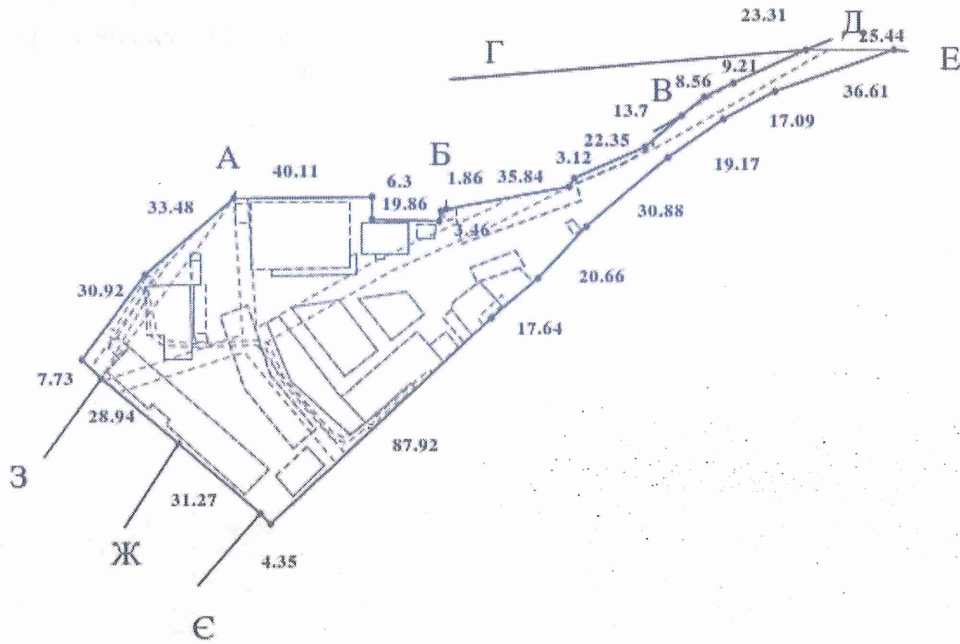 23.31
Д
25.44
Г
Е
9.21
8.56
В
36.61
13.7
17.09
22.35
А
40.11
Б
3.12
19.17
6.3
1.86
35.84
33.48
19.86
3.46
30.88
30.92
20.66
17.64
7.73
28.94
87.92
З
31.27
Ж
4.35
Є